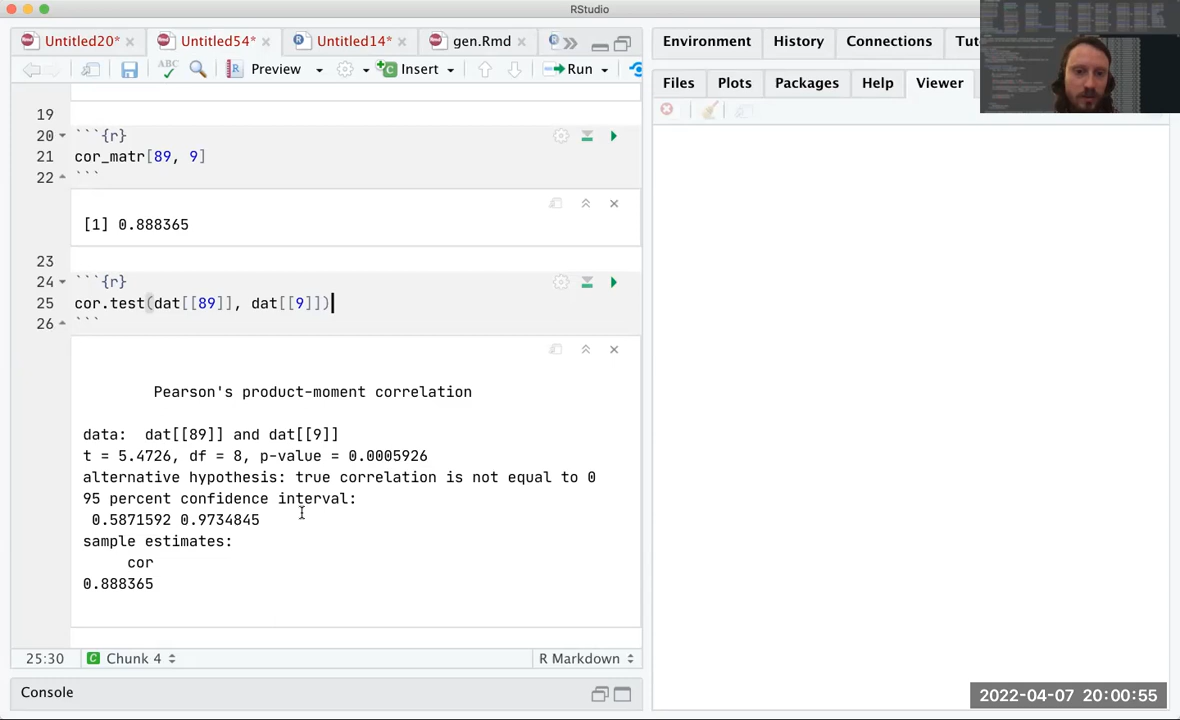 RStudio
Untitled20*
Untitled54*
Untitled14*
gen.Rmd
Environment
History
Connections
Tut
ABC
Preview
Insert
Run
Files
Plots
Packages
Help
Viewer
19
20 ```{r}
21 cor_matr[89, 9]
22 ```
[1] 0.888365
23
24 ```{r}
25 cor.test(dat[[89]], dat[[9]])
26 ```
Pearson's product-moment correlation
data: dat[[89]] and dat[[9]]
t = 5.4726, df = 8, p-value = 0.0005926
alternative hypothesis: true correlation is not equal to 0
95 percent confidence interval:
0.5871592 0.9734845
sample estimates:
cor
0.888365
25:30
Chunk 4
R Markdown
Console
2022-04-07 20:00:55